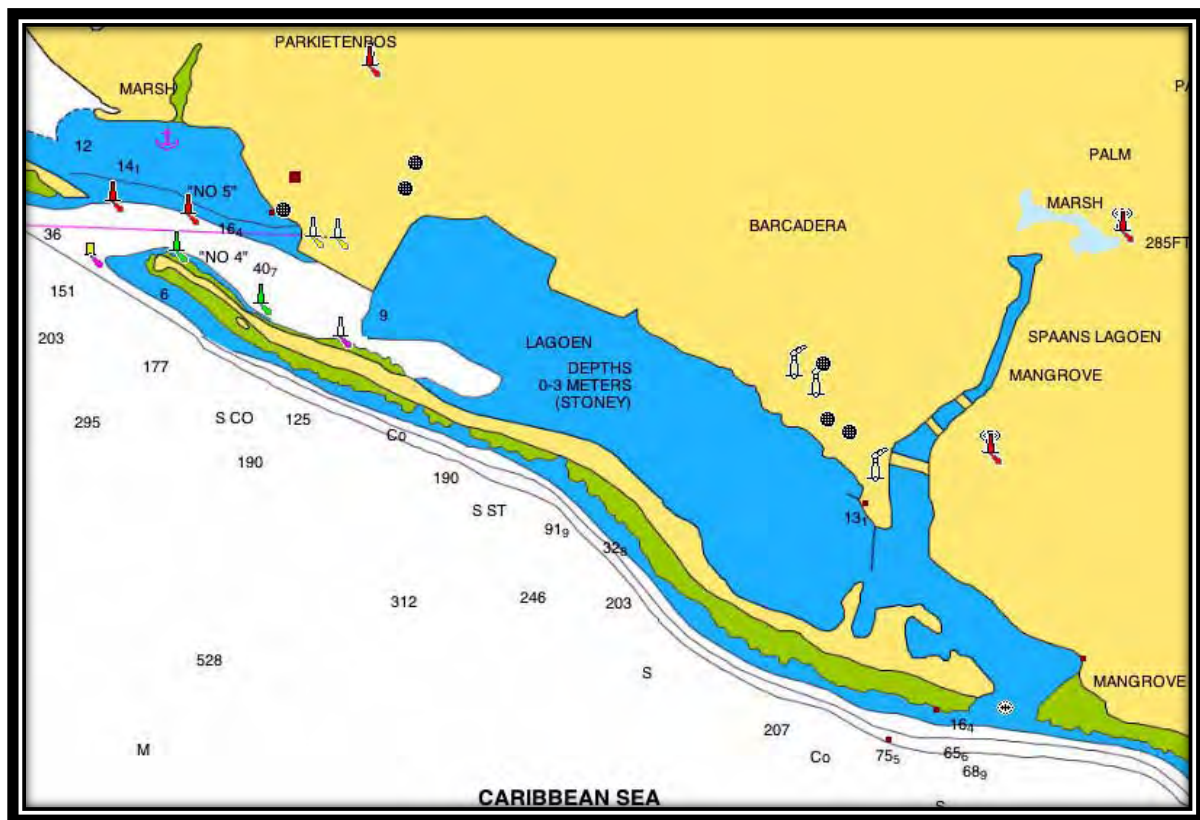 PARKIETENBOS
MARSH
PALM
12
14₁
"NO 5"
MARSH
BARCADERA
16₄
36
285FT
"NO 4"
40₇
151
6
9
203
LAGOEN
SPAANS LAGOEN
177
DEPTHS
0-3 METERS
(STONEY)
MANGROVE
295
S CO
125
Co
190
190
S ST
13₁
91₉
32₈
312
246
203
528
S
MANGROVE
207
16₄
M
Co
75₅
65₆
68₉
CARIBBEAN SEA